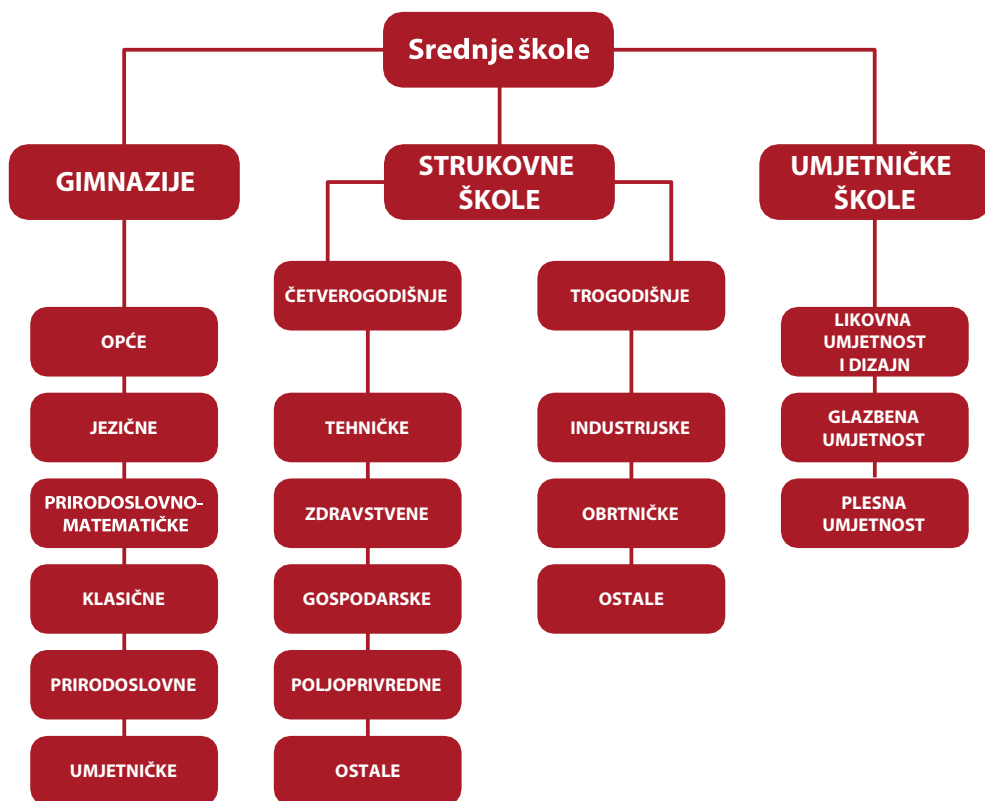 Srednje škole
GIMNAZIJE
STRUKOVNE
ŠKOLE
UMJETNIČKE
ŠKOLE
OPĆE
JEZIČNE
PRIRODOSLOVNO-
MATEMATIČKE
KLASIČNE
PRIRODOSLOVNE
UMJETNIČKE
ČETVEROGODIŠNJE
TEHNIČKE
ZDRAVSTVENE
GOSPODARSKE
POLJOPRIVREDNE
OSTALE
TROGODIŠNJE
INDUSTRIJSKE
OBRTNIČKE
OSTALE
LIKOVNA
UMJETNOST
I DIZAJN
GLAZBENA
UMJETNOST
PLESNA
UMJETNOST